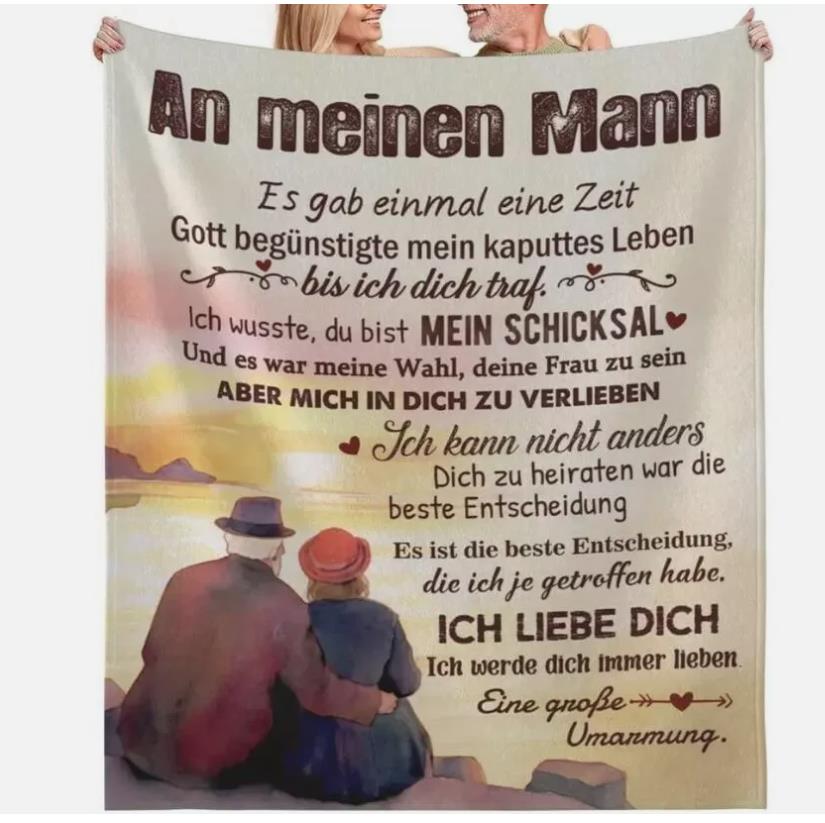 An meinen Mann
Es gab einmal eine Zeit
Gott begünstigte mein kaputtes Leben
bis ich dich traf.
Ich wusste, du bist MEIN SCHICKSAL
Und es war meine Wahl, deine Frau zu sein
ABER MICH IN DICH ZU VERLIEBEN
Ich kann nicht anders
Dich zu heiraten war die
beste Entscheidung
Es ist die beste Entscheidung,
die ich je getroffen habe.
ICH LIEBE DICH
Ich werde dich immer lieben.
Eine große
Umarmung.